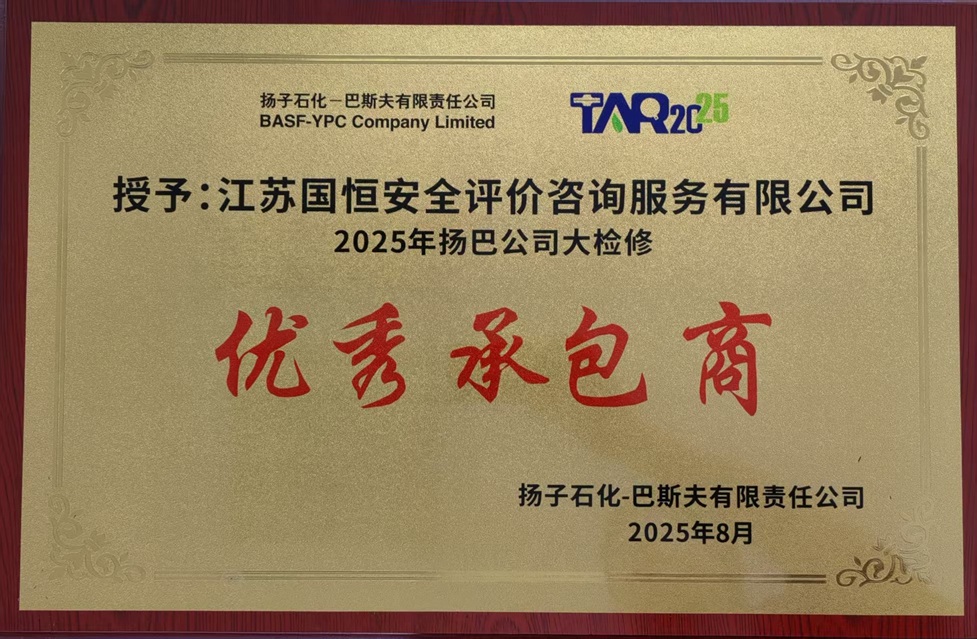 扬子石化－巴斯夫有限责任公司
BASF-YPC Company Limited
TAR2025
授予：江苏国恒安全评价咨询服务有限公司
2025年扬巴公司大检修
优秀承包商
扬子石化-巴斯夫有限责任公司
2025年8月